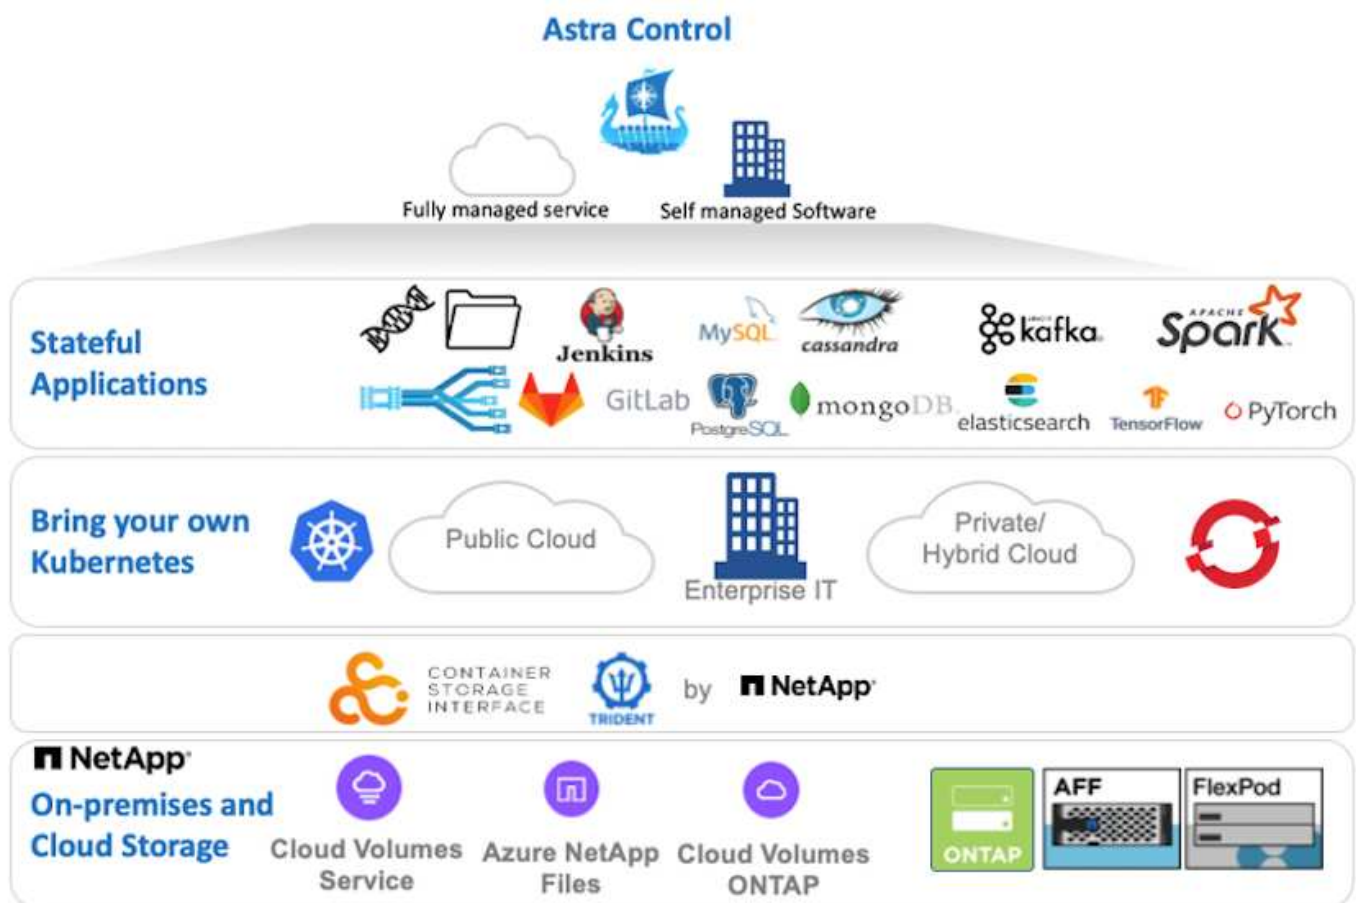 Astra Control
Fully managed service
Self managed Software
Stateful
Applications
Jenkins
MySQL
cassandra
kafka
APACHE
Spark
GitLab
PostgreSQL
mongoDB
elasticsearch
TensorFlow
PyTorch
Bring your own
Kubernetes
Public Cloud
Enterprise IT
Private/
Hybrid Cloud
CONTAINER
STORAGE
INTERFACE
TRIDENT
by
NetApp
NetApp
On-premises and
Cloud Storage
Cloud Volumes
Service
Azure NetApp
Files
Cloud Volumes
ONTAP
ONTAP
AFF
FlexPod